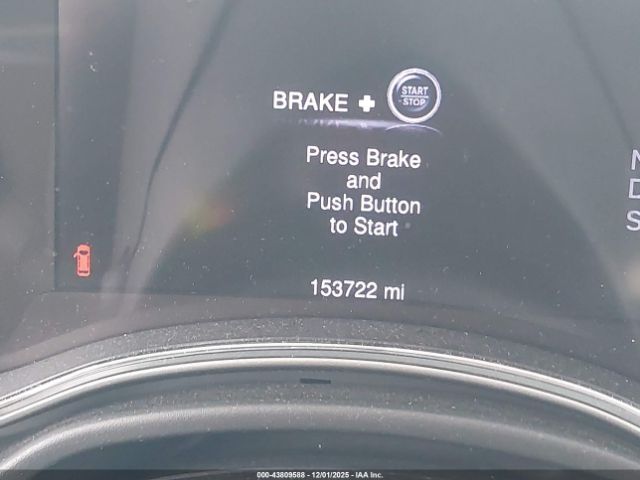 BRAKE + START STOP
Press Brake
and
Push Button
to Start
153722 mi
000-43809588 - 12/01/2025 - IAA Inc.